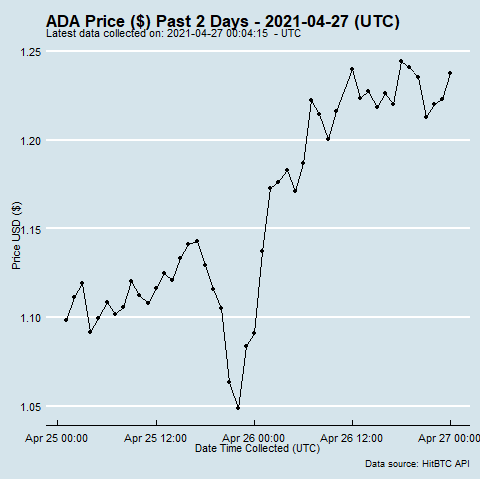 ADA Price ($) Past 2 Days - 2021-04-27 (UTC)
Latest data collected on: 2021-04-27 00:04:15 - UTC
1.25
1.20
1.15
1.10
1.05
Price USD ($)
Apr 25 00:00 Apr 25 12:00 Apr 26 00:00 Apr 26 12:00 Apr 27 00:00
Date Time Collected (UTC)
Data source: HitBTC API